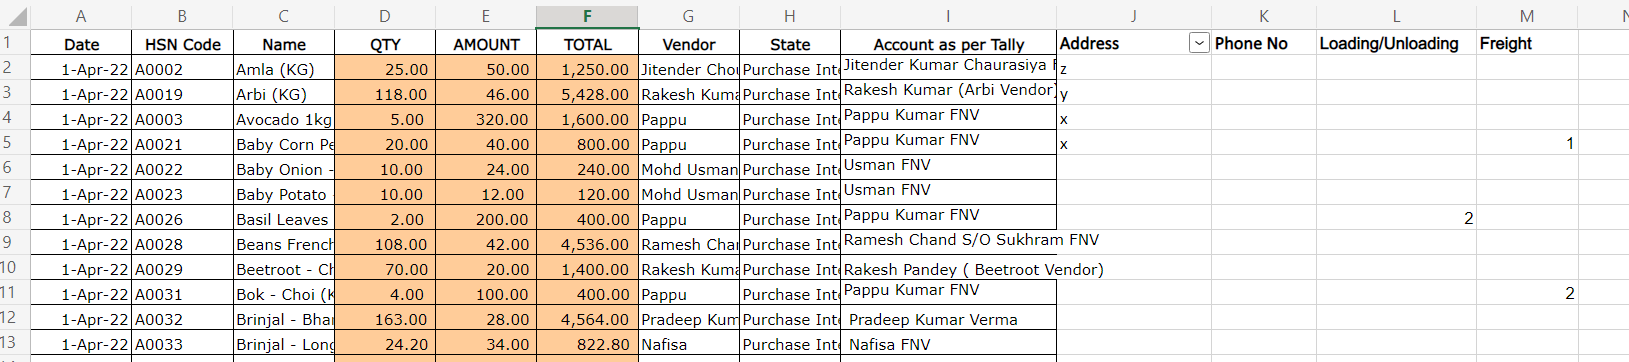 A B C D E F G H I J K L M N
1 Date HSN Code Name QTY AMOUNT TOTAL Vendor State Account as per Tally Address Phone No Loading/Unloading Freight
2 1-Apr-22 A0002 Amla (KG) 25.00 50.00 1,250.00 Jitender Chou Purchase Inte Jitender Kumar Chaurasiya F z
3 1-Apr-22 A0019 Arbi (KG) 118.00 46.00 5,428.00 Rakesh Kuma Purchase Inte Rakesh Kumar (Arbi Vendor) y
4 1-Apr-22 A0003 Avocado 1kg 5.00 320.00 1,600.00 Pappu Purchase Inte Pappu Kumar FNV x
5 1-Apr-22 A0021 Baby Corn Pe 20.00 40.00 800.00 Pappu Purchase Inte Pappu Kumar FNV x 1
6 1-Apr-22 A0022 Baby Onion - 10.00 24.00 240.00 Mohd Usman Purchase Inte Usman FNV
7 1-Apr-22 A0023 Baby Potato - 10.00 12.00 120.00 Mohd Usman Purchase Inte Usman FNV
8 1-Apr-22 A0026 Basil Leaves 2.00 200.00 400.00 Pappu Purchase Inte Pappu Kumar FNV 2
9 1-Apr-22 A0028 Beans French 108.00 42.00 4,536.00 Ramesh Char Purchase Inte Ramesh Chand S/O Sukhram FNV
10 1-Apr-22 A0029 Beetroot - Ch 70.00 20.00 1,400.00 Rakesh Kuma Purchase Inte Rakesh Pandey ( Beetroot Vendor)
11 1-Apr-22 A0031 Bok - Choi (K 4.00 100.00 400.00 Pappu Purchase Inte Pappu Kumar FNV 2
12 1-Apr-22 A0032 Brinjal - Bhar 163.00 28.00 4,564.00 Pradeep Kum Purchase Inte Pradeep Kumar Verma
13 1-Apr-22 A0033 Brinjal - Long 24.20 34.00 822.80 Nafisa Purchase Inte Nafisa FNV